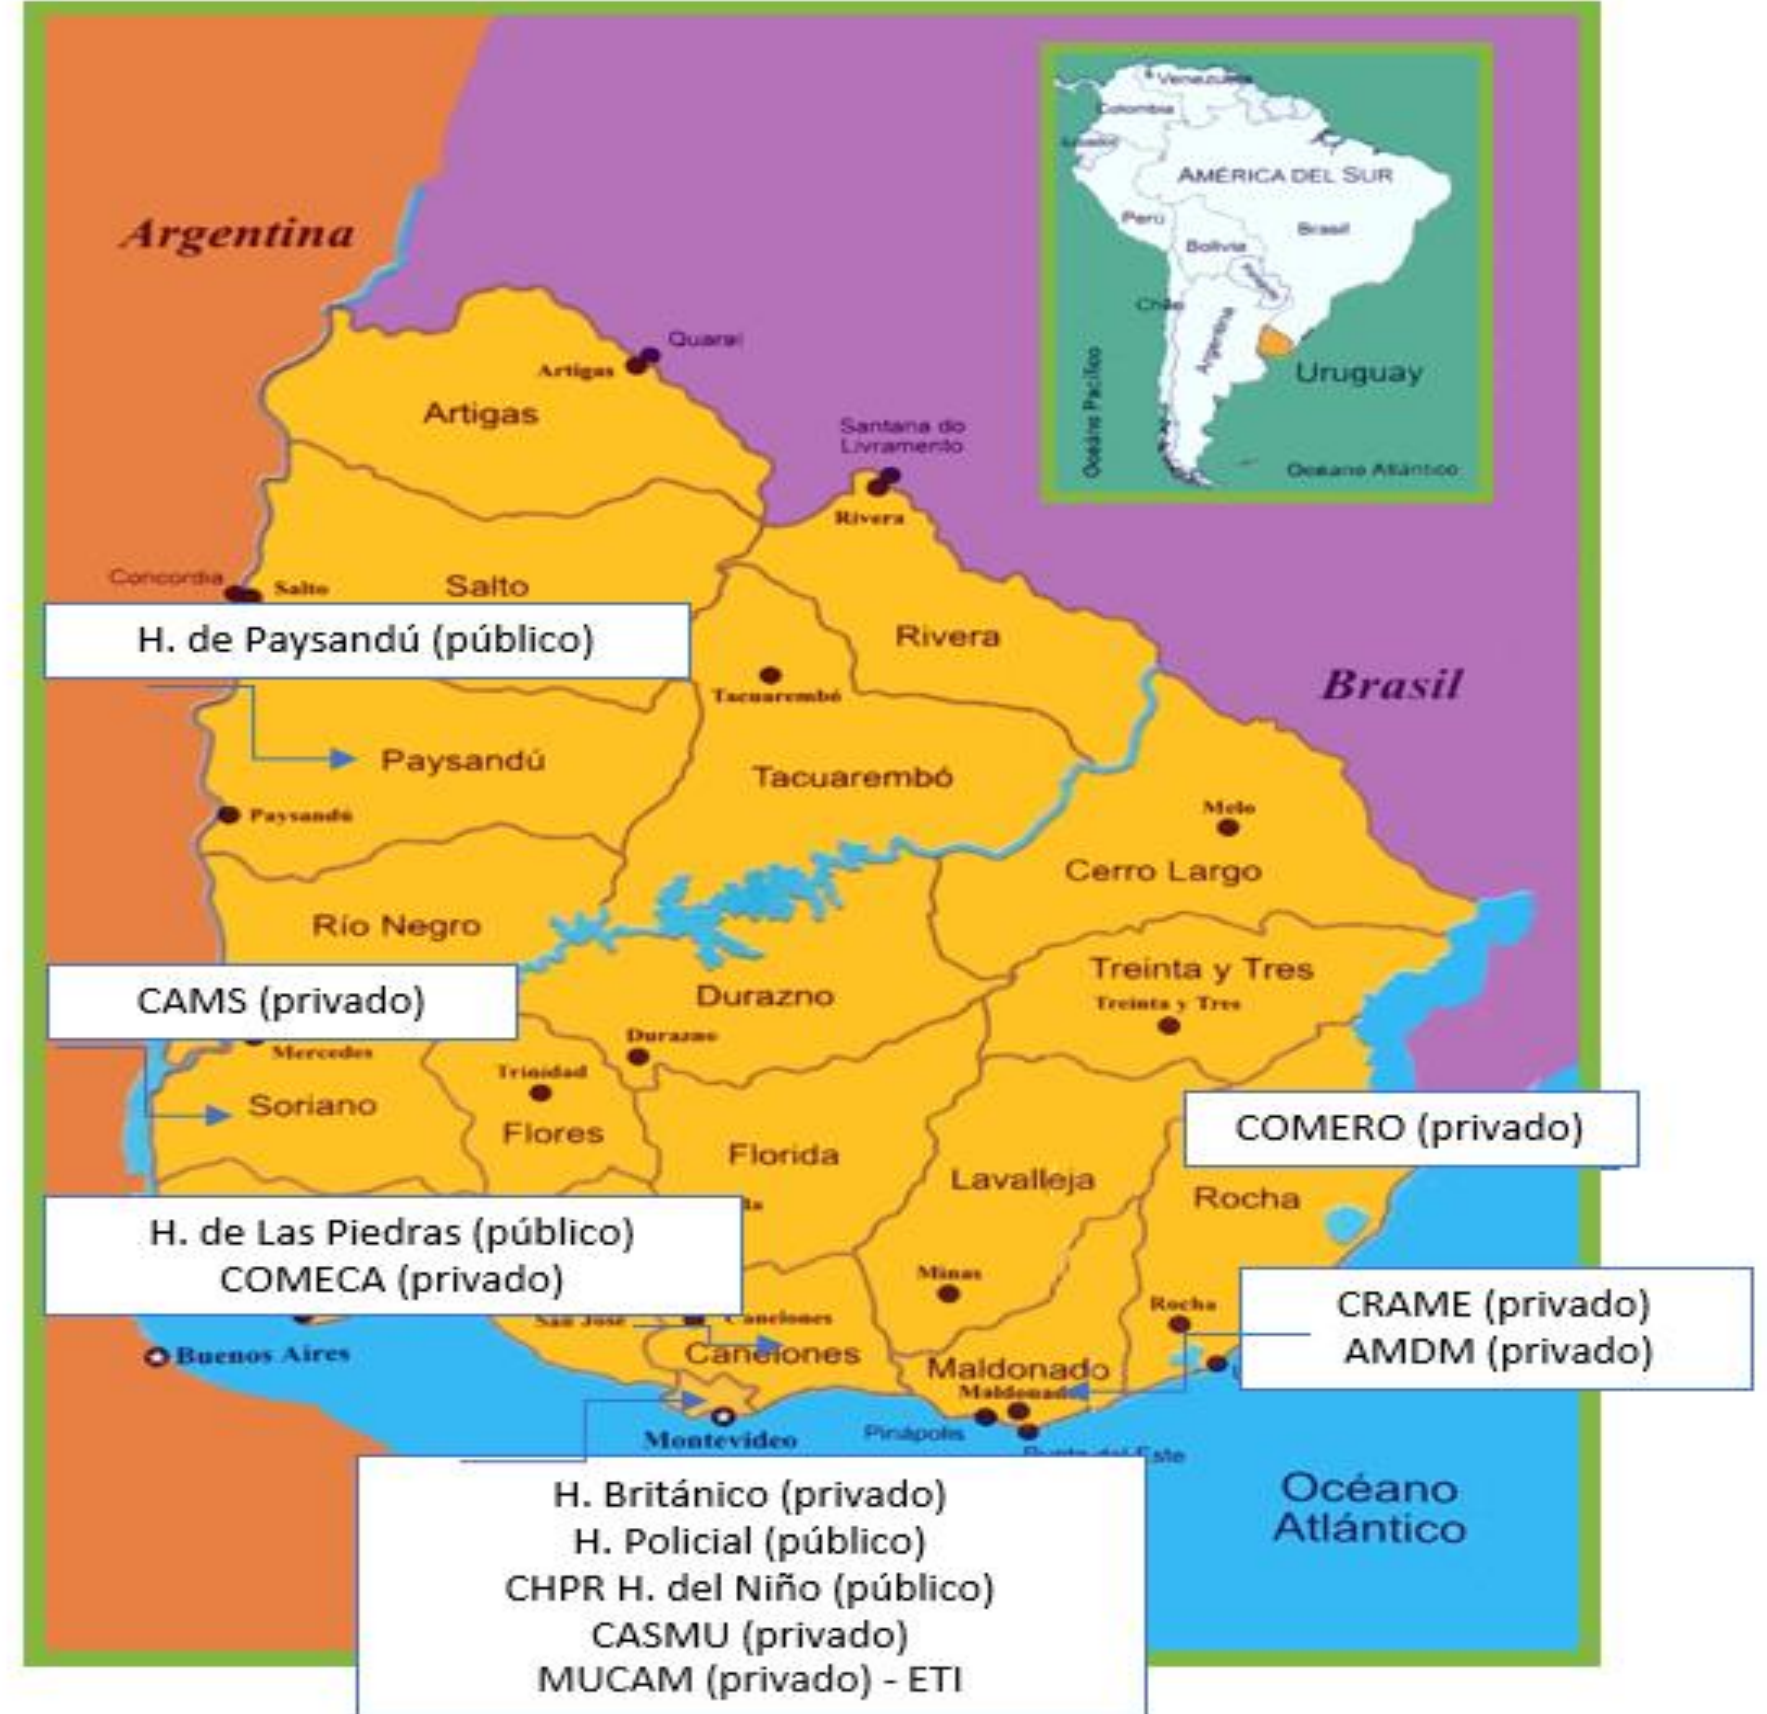 Venezuela
Colombia
Ecuador
AMÉRICA DEL SUR
Perú
Brasil
Bolivia
Paraguay
Chile
Argentina
Océano Pacífico
Uruguay
Oceano Atlántico
Argentina
Quarai
Artigas
Artigas
Santana do
Livramento
Rivera
Concordia
Salto
Salto
H. de Paysandú (público)
Rivera
Brasil
Tacuarembó
Paysandú
Tacuarembó
Paysandú
Melo
Cerro Largo
Río Negro
Treinta y Tres
Treinta y Tres
CAMS (privado)
Durazno
Durazno
Mercedes
Trinidad
Soriano
Flores
COMERO (privado)
Florida
Lavalleja
Rocha
H. de Las Piedras (público)
COMECA (privado)
Minas
Rocha
CRAME (privado)
AMDM (privado)
San José
Canelones
Canelones
Buenos Aires
Maldonado
Maldonado
Montevideo
Piriápolis
Punta del Este
H. Británico (privado)
H. Policial (público)
CHPR H. del Niño (público)
CASMU (privado)
MUCAM (privado) - ETI
Océano
Atlántico